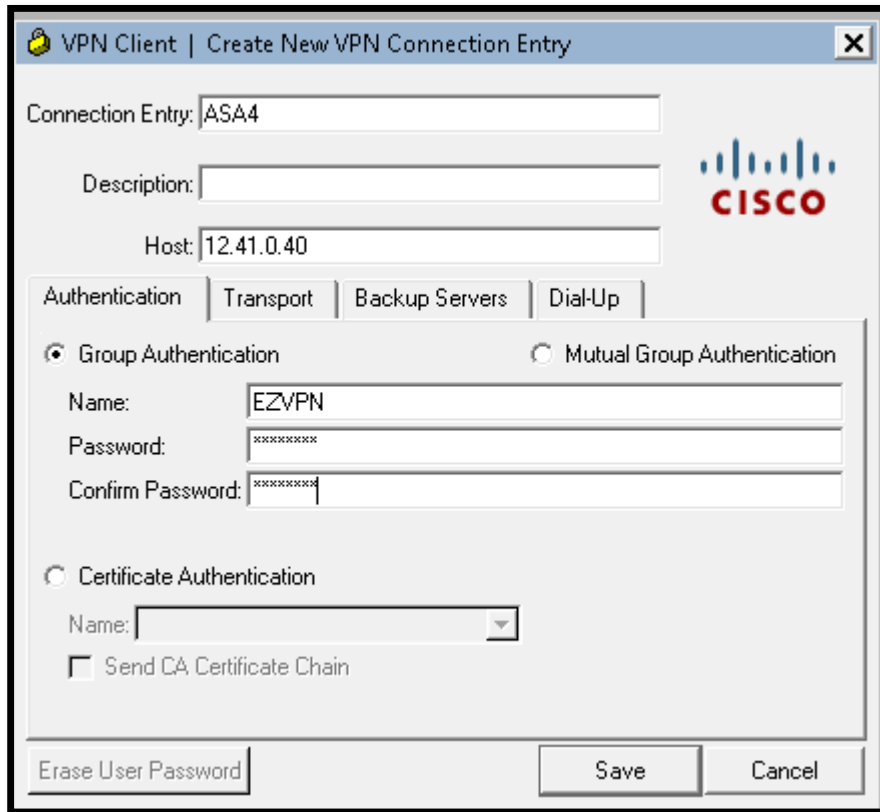 VPN Client | Create New VPN Connection Entry
Connection Entry: ASA4
Description:
Host: 12.41.0.40
CISCO
Authentication Transport Backup Servers Dial-Up
Group Authentication Mutual Group Authentication
Name: EZVPN
Password: ********
Confirm Password: ********
Certificate Authentication
Name:
Send CA Certificate Chain
Erase User Password Save Cancel